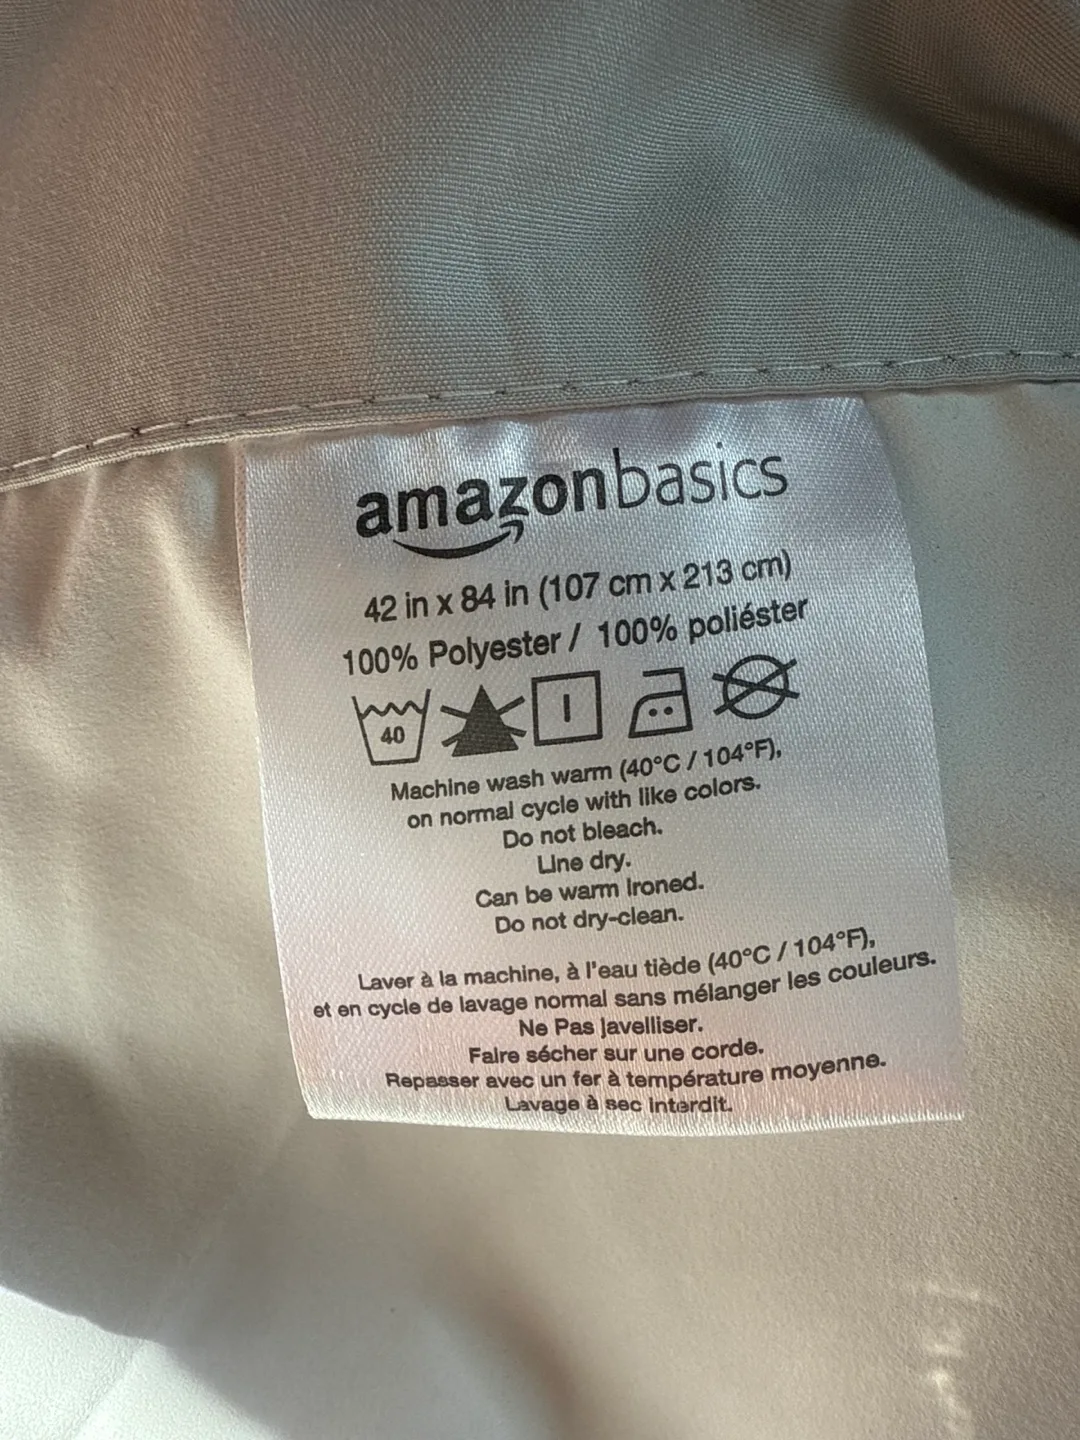 amazonbasics
42 in x 84 in (107 cm x 213 cm)
100% Polyester / 100% poliéster
40
Machine wash warm (40°C / 104°F),
on normal cycle with like colors.
Do not bleach.
Line dry.
Can be warm Ironed.
Do not dry-clean.
Laver à la machine, à l'eau tiède (40°C / 104°F),
et en cycle de lavage normal sans mélanger les couleurs.
Ne Pas Javelliser.
Faire sécher sur une corde.
Repasser avec un fer à température moyenne.
Lavage à sec interdit.